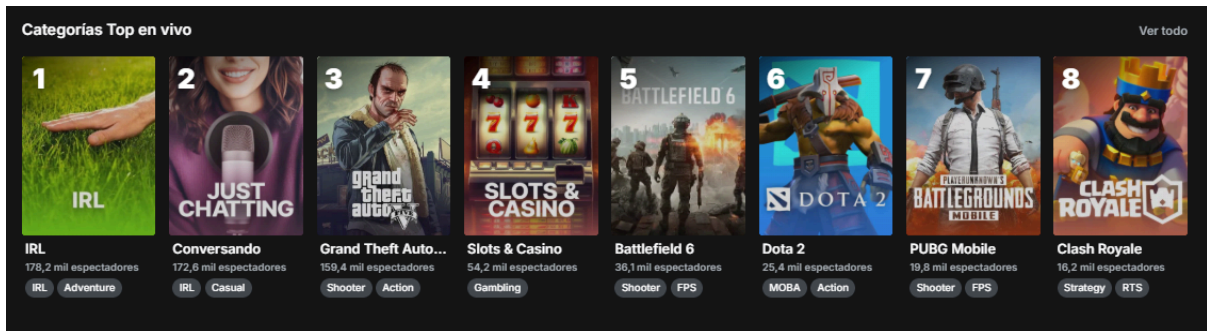 Categorías Top en vivo
Ver todo
1
IRL
IRL
178,2 mil espectadores
IRL Adventure
2
JUST
CHATTING
Conversando
172,6 mil espectadores
IRL Casual
3
grand
theft
auto V
Grand Theft Auto...
159,4 mil espectadores
Shooter Action
4
7 7 7
SLOTS &
CASINO
Slots & Casino
54,2 mil espectadores
Gambling
5
BATTLEFIELD 6
Battlefield 6
36,1 mil espectadores
Shooter FPS
6
DOTA 2
Dota 2
25,4 mil espectadores
MOBA Action
7
PLAYERUNKNOWN'S
BATTLEGROUNDS
MOBILE
PUBG Mobile
19,8 mil espectadores
Shooter FPS
8
CLASH
ROYALE
Clash Royale
16,2 mil espectadores
Strategy RTS